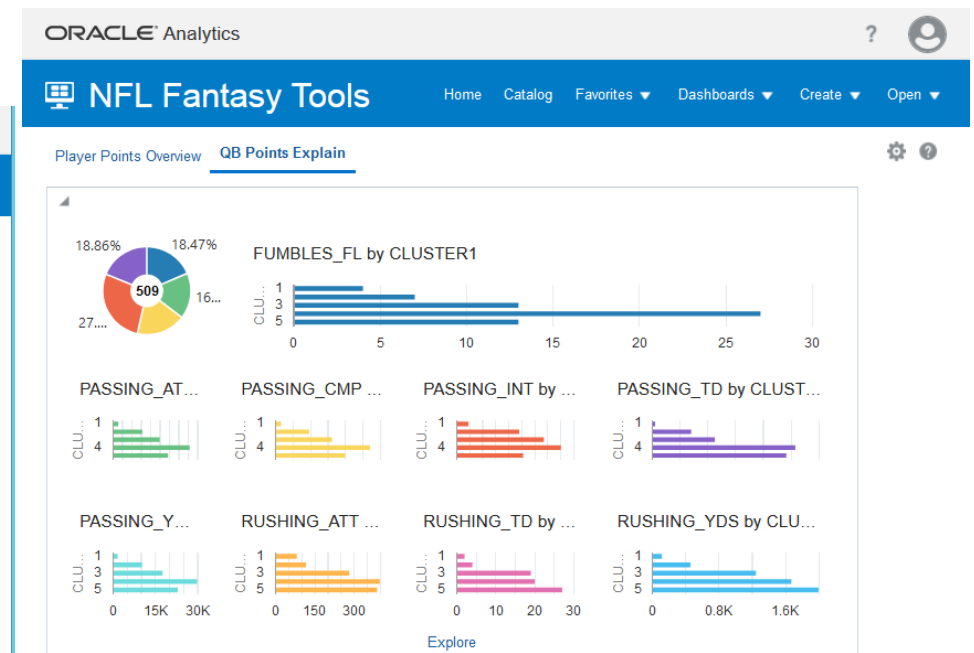 ORACLE Analytics ?
NFL Fantasy Tools Home Catalog Favorites Dashboards Create Open
Player Points Overview QB Points Explain ?
18.86% 18.47%
509
16...
27....
FUMBLES_FL by CLUSTER1
CLU...
1
3
5
0 5 10 15 20 25 30
PASSING_AT... PASSING_CMP ... PASSING_INT by ... PASSING_TD by CLUST...
CLU... 1 4 CLU... 1 4 CLU... 1 4 CLU... 1 4
PASSING_Y... RUSHING_ATT ... RUSHING_TD by ... RUSHING_YDS by CLU...
CLU... 1 3 5 CLU... 1 3 5 CLU... 1 3 5 CLU... 1 3 5
0 15K 30K 0 150 300 0 10 20 30 0 0.8K 1.6K
Explore